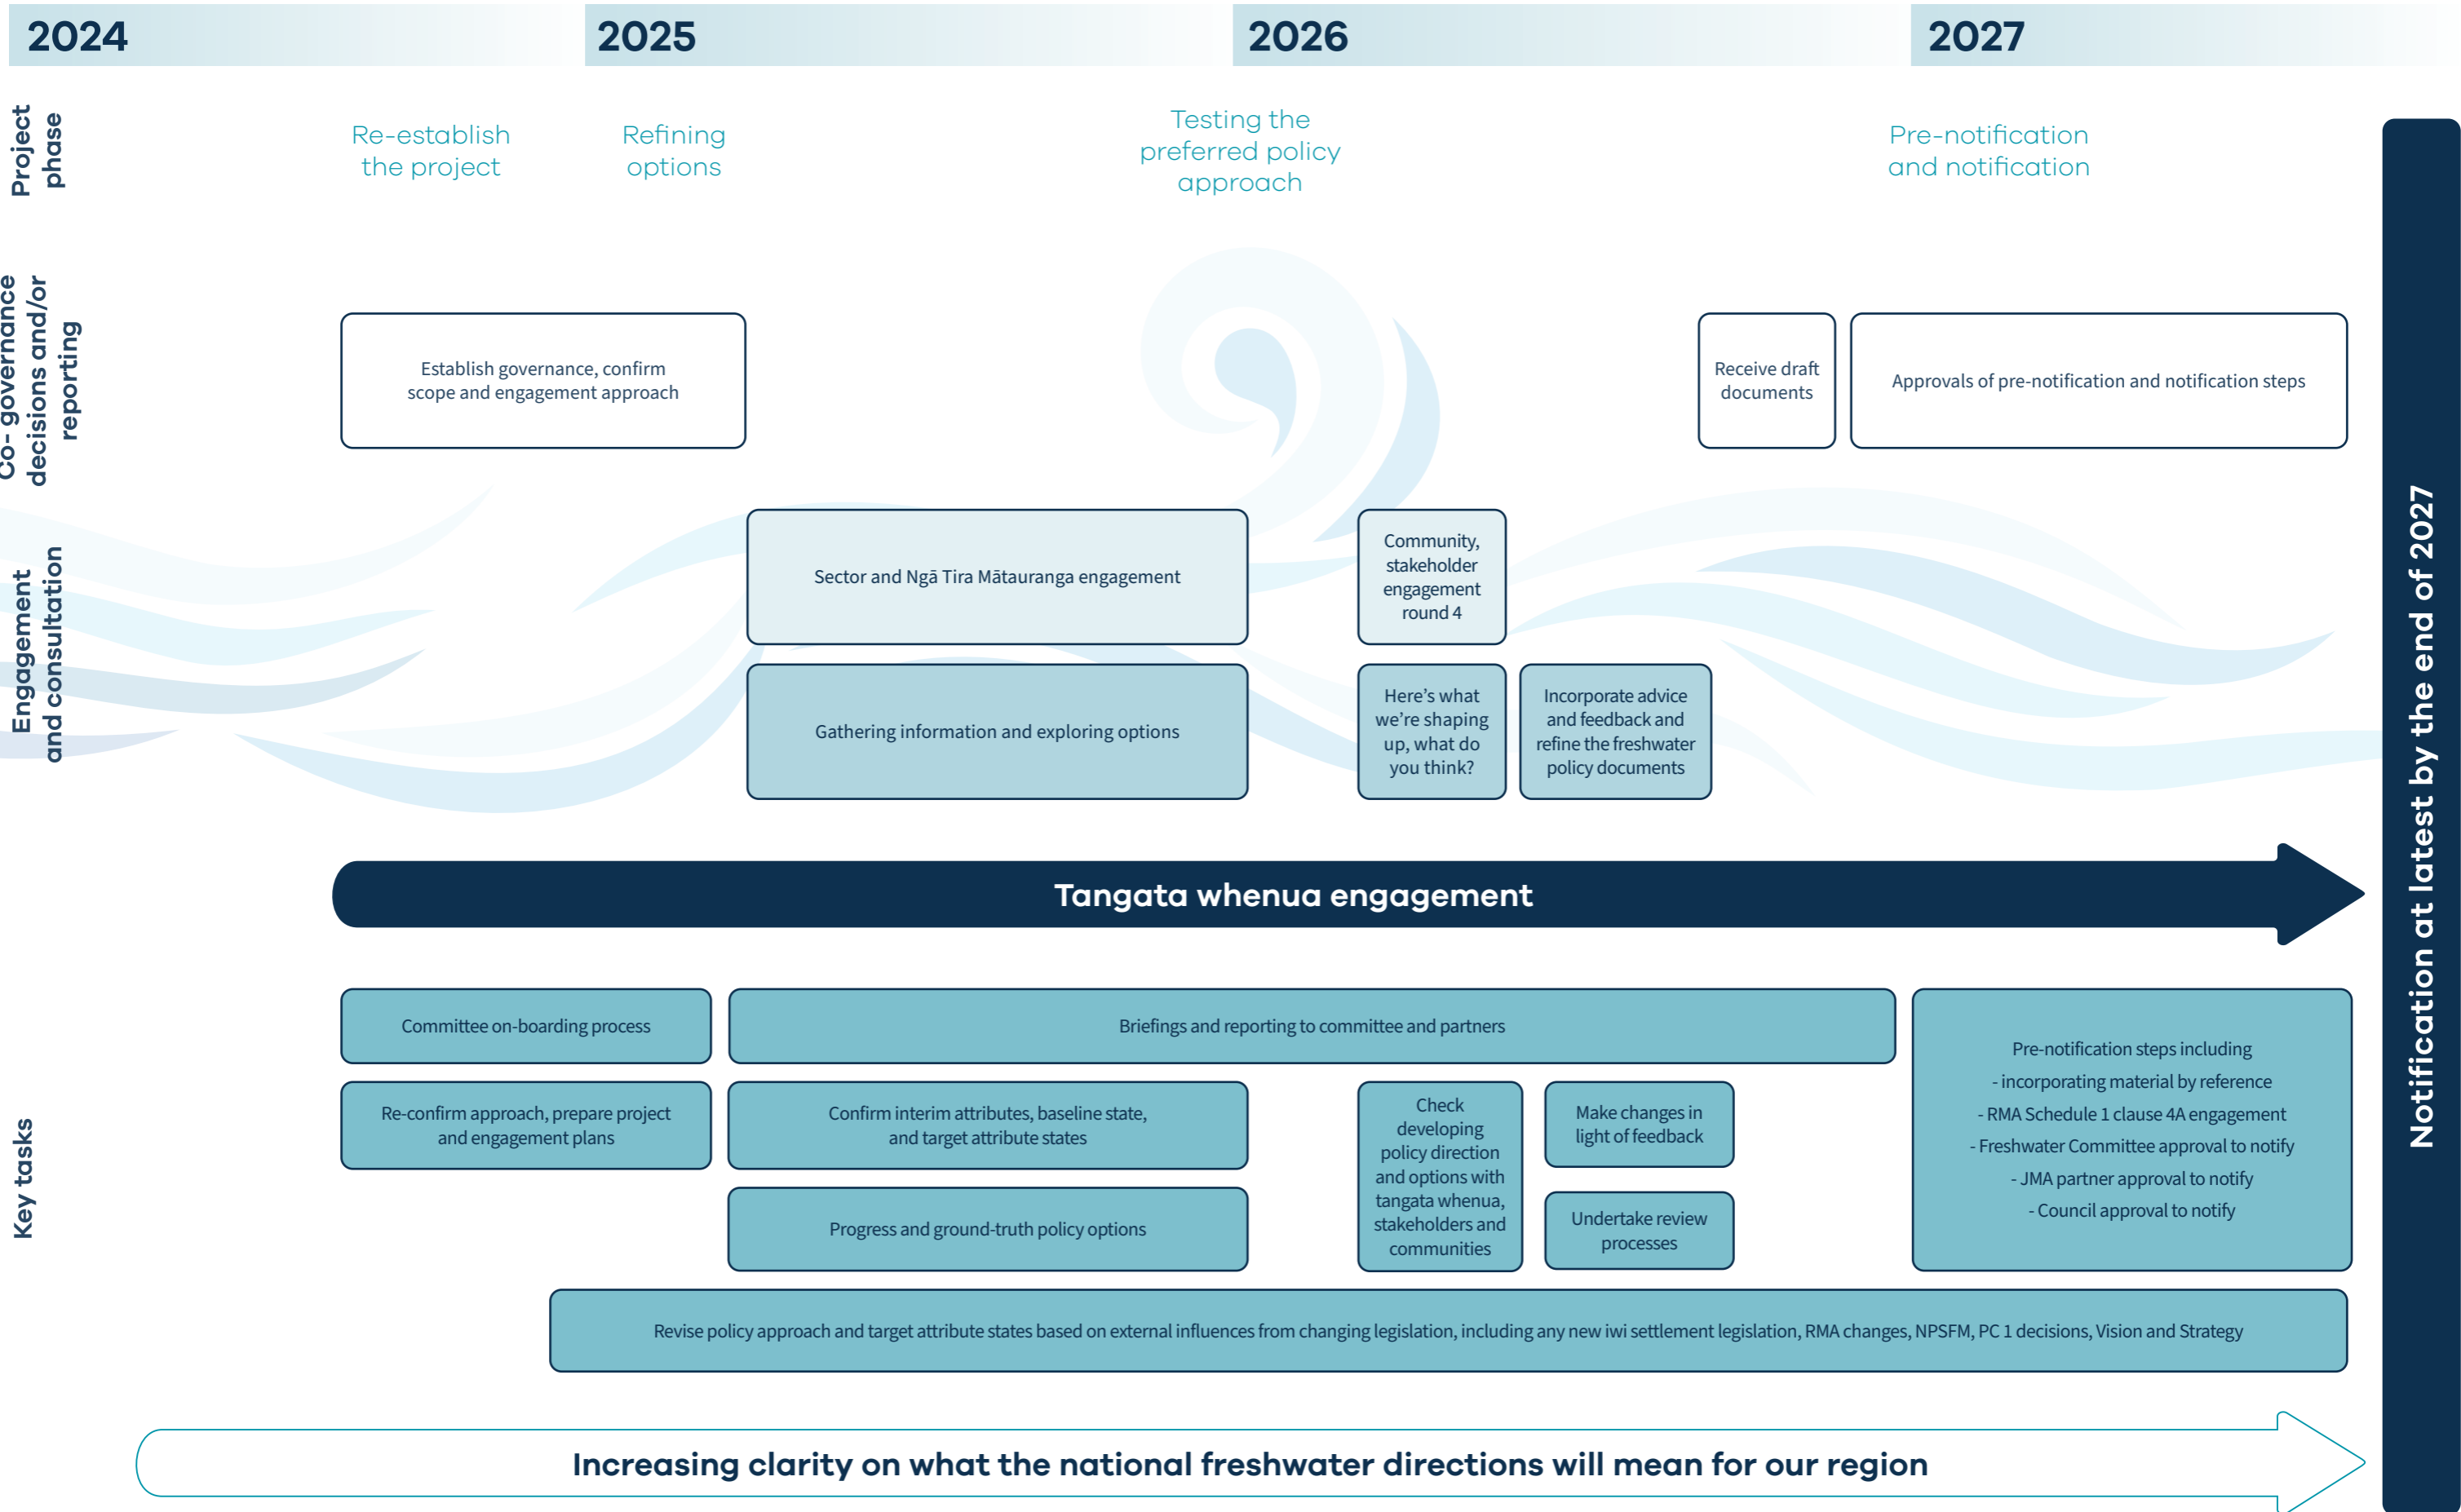 2024
2025
2026
2027
Project
phase
Re-establish
the project
Refining
options
Testing the
preferred policy
approach
Pre-notification
and notification
Co- governance
decisions and/or
reporting
Establish governance, confirm
scope and engagement approach
Receive draft
documents
Approvals of pre-notification and notification steps
Engagement
and consultation
Sector and Ngā Tira Mātauranga engagement
Community,
stakeholder
engagement
round 4
Gathering information and exploring options
Here’s what
we’re shaping
up, what do
you think?
Incorporate advice
and feedback and
refine the freshwater
policy documents
Tangata whenua engagement
Key tasks
Committee on-boarding process
Briefings and reporting to committee and partners
Re-confirm approach, prepare project
and engagement plans
Confirm interim attributes, baseline state,
and target attribute states
Progress and ground-truth policy options
Check
developing
policy direction
and options with
tangata whenua,
stakeholders and
communities
Make changes in
light of feedback
Undertake review
processes
Pre-notification steps including
- incorporating material by reference
- RMA Schedule 1 clause 4A engagement
- Freshwater Committee approval to notify
- JMA partner approval to notify
- Council approval to notify
Revise policy approach and target attribute states based on external influences from changing legislation, including any new iwi settlement legislation, RMA changes, NPSFM, PC 1 decisions, Vision and Strategy
Increasing clarity on what the national freshwater directions will mean for our region
Notification at latest by the end of 2027